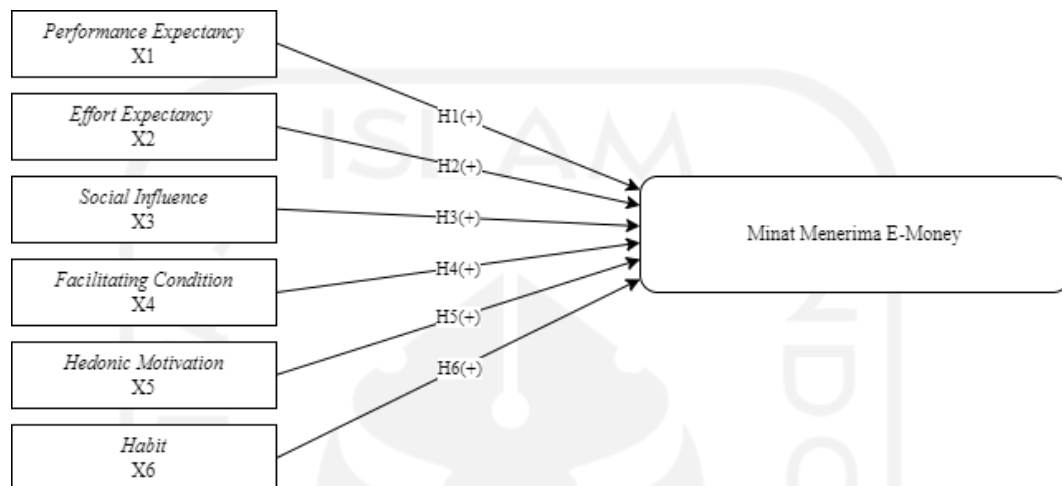 Performance Expectancy
X1
Effort Expectancy
X2
Social Influence
X3
Facilitating Condition
X4
Hedonic Motivation
X5
Habit
X6
H1(+)
H2(+)
H3(+)
H4(+)
H5(+)
H6(+)
Minat Menerima E-Money
ISLAM